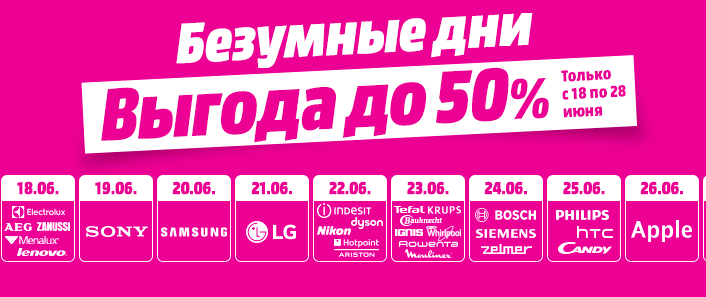 Безумные дни
Выгода до 50%
Только
с 18 по 28
июня
18.06.
Electrolux
AEG ZANUSSI
Menalux
lenovo
19.06.
SONY
20.06.
SAMSUNG
21.06.
LG
22.06.
INDESIT
dyson
Nikon
Hotpoint
ARISTON
23.06.
Tefal KRUPS
Bauknecht
IGNIS Whirlpool
Rowenta
Moulinex
24.06.
BOSCH
SIEMENS
zelmer
25.06.
PHILIPS
hTC
CANDY
26.06.
Apple